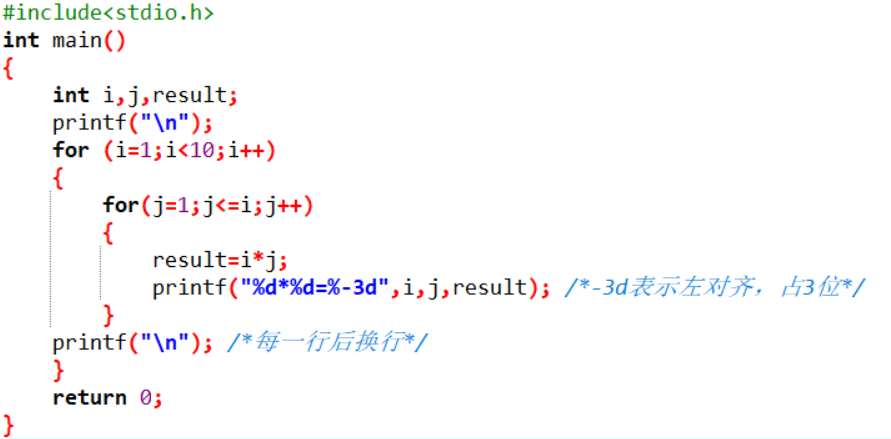 #include<stdio.h>
int main()
{
    int i,j,result;
    printf("\n");
    for (i=1;i<10;i++)
    {
        for(j=1;j<=i;j++)
        {
            result=i*j;
            printf("%d*%d=%-3d",i,j,result); /*-3d表示左对齐，占3位*/
        }
    printf("\n"); /*每一行后换行*/
    }
    return 0;
}